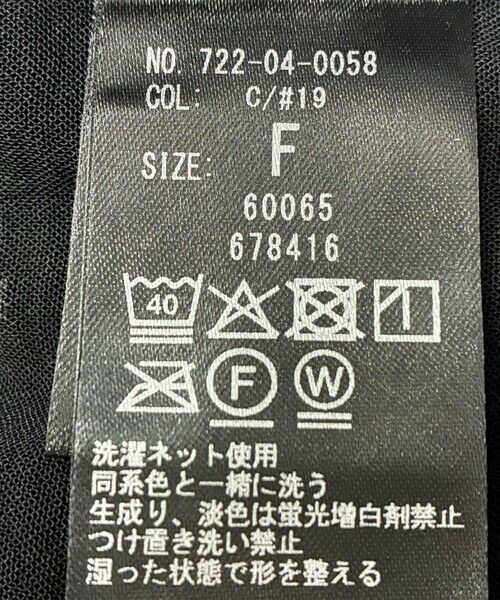 NO. 722-04-0058
COL: C/#19
SIZE: F
60065
678416
40
F W
洗濯ネット使用
同系色と一緒に洗う
生成り、淡色は蛍光増白剤禁止
つけ置き洗い禁止
湿った状態で形を整える